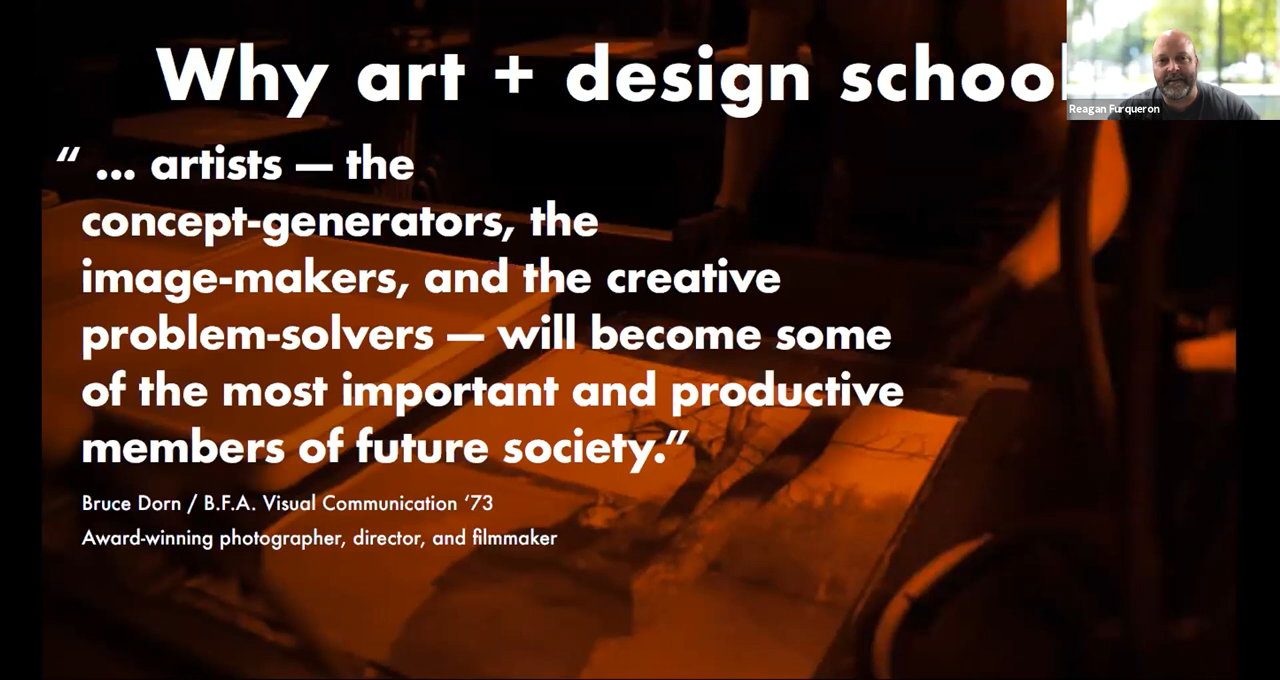 Why art + design school
Reagan Furqueron
“ ... artists — the
concept-generators, the
image-makers, and the creative
problem-solvers — will become some
of the most important and productive
members of future society.”
Bruce Dorn / B.F.A. Visual Communication ‘73
Award-winning photographer, director, and filmmaker